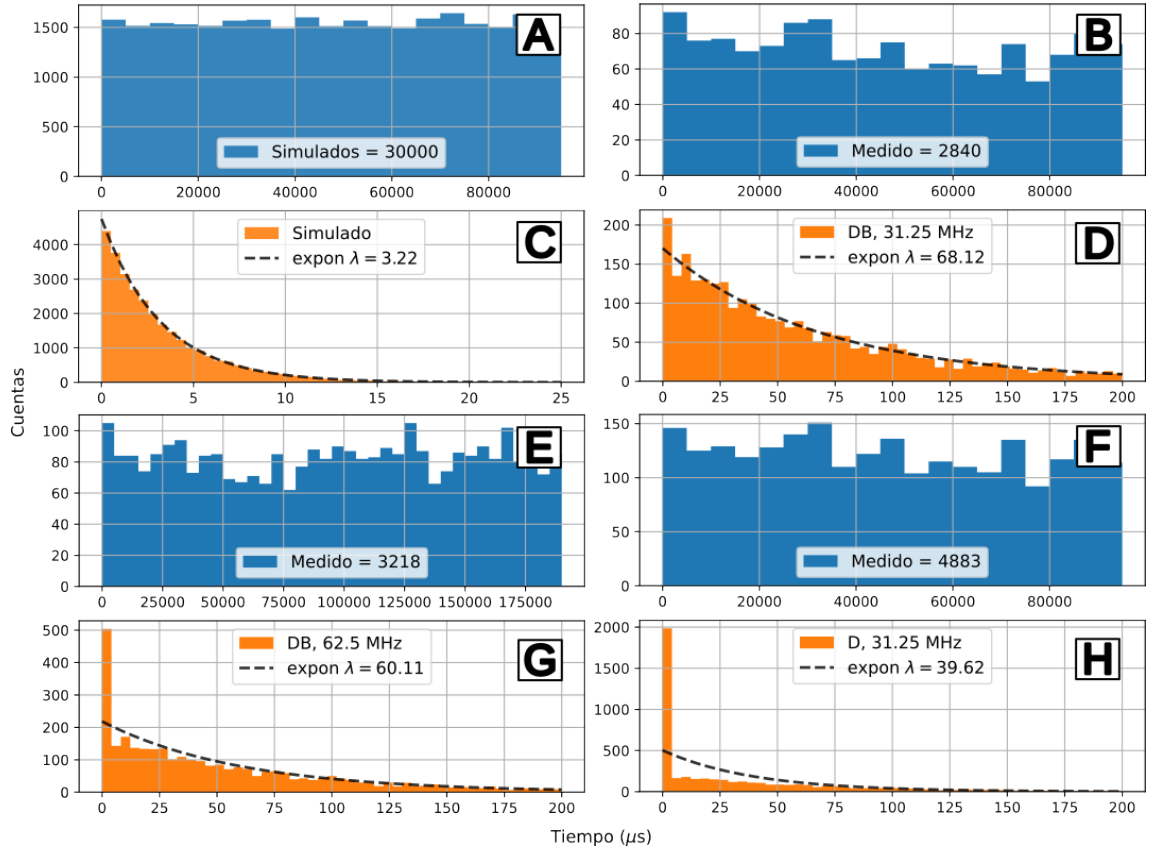 1500
1000
500
0
A
Simulados = 30000
0 20000 40000 60000 80000
80
60
40
20
0
B
Medido = 2840
20000 40000 60000 80000
4000
3000
2000
1000
0
C
Simulado
expon λ = 3.22
0 5 10 15 20 25
200
150
100
50
0
D
DB, 31.25 MHz
expon λ = 68.12
0 25 50 75 100 125 150 175 200
Cuentas
100
80
60
40
20
0
E
Medido = 3218
0 25000 50000 75000 100000 125000 150000 175000
150
100
50
0
F
Medido = 4883
0 20000 40000 60000 80000
500
400
300
200
100
0
G
DB, 62.5 MHz
expon λ = 60.11
0 25 50 75 100 125 150 175 200
2000
1500
1000
500
0
H
D, 31.25 MHz
expon λ = 39.62
0 25 50 75 100 125 150 175 200
Tiempo (μs)